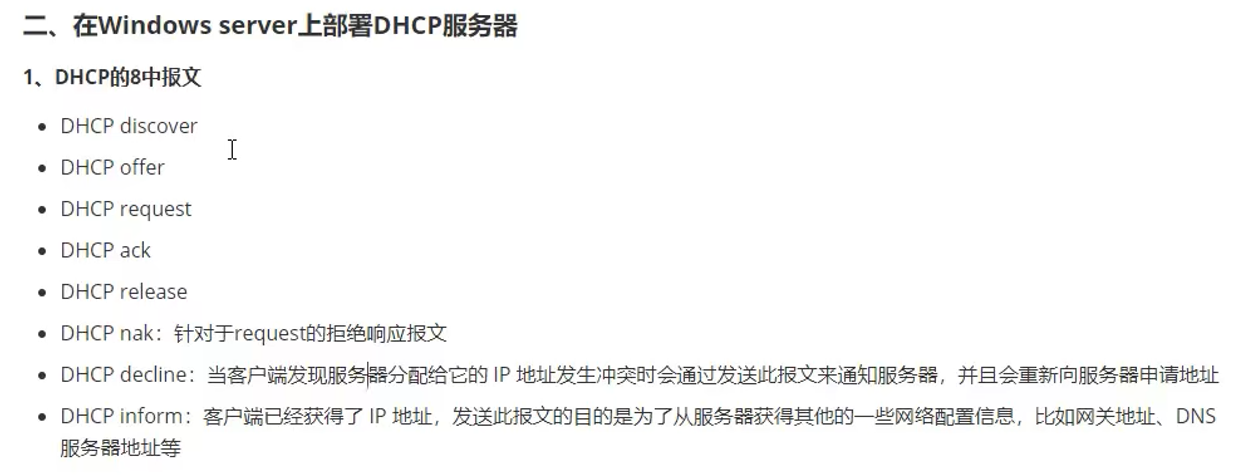 二、在Windows server上部署DHCP服务器
1、DHCP的8中报文
DHCP discover
DHCP offer
DHCP request
DHCP ack
DHCP release
DHCP nak：针对于request的拒绝响应报文
DHCP decline：当客户端发现服务器分配给它的 IP 地址发生冲突时会通过发送此报文来通知服务器，并且会重新向服务器申请地址
DHCP inform：客户端已经获得了 IP 地址，发送此报文的目的是为了从服务器获得其他的一些网络配置信息，比如网关地址、DNS
服务器地址等